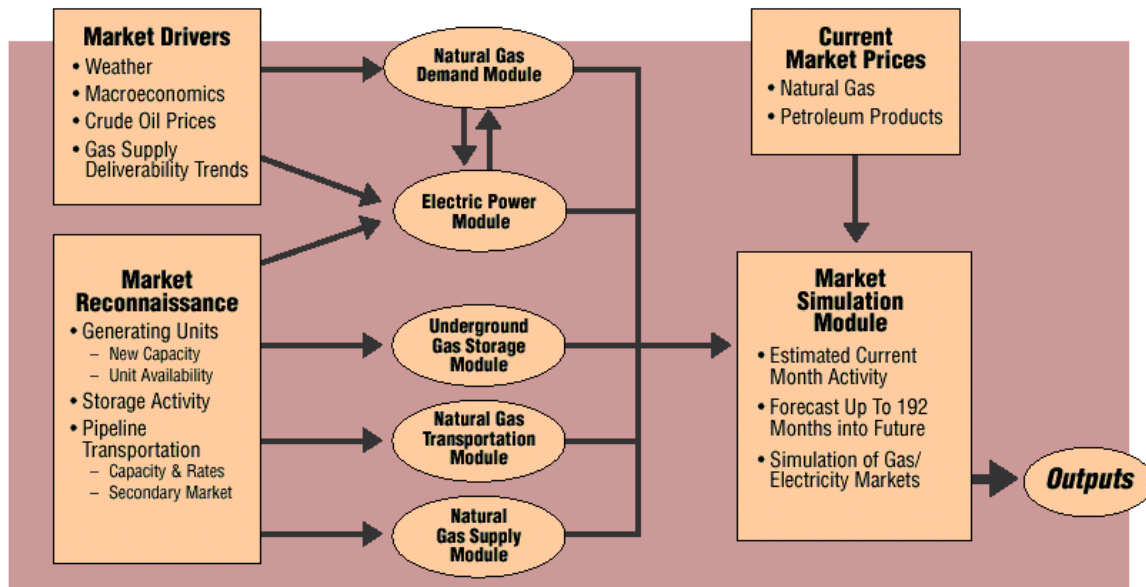 Market Drivers
• Weather
• Macroeconomics
• Crude Oil Prices
• Gas Supply
Deliverability Trends
Market
Reconnaissance
• Generating Units
– New Capacity
– Unit Availability
• Storage Activity
• Pipeline
Transportation
– Capacity & Rates
– Secondary Market
Natural Gas
Demand Module
Electric Power
Module
Underground
Gas Storage
Module
Natural Gas
Transportation
Module
Natural
Gas Supply
Module
Current
Market Prices
• Natural Gas
• Petroleum Products
Market
Simulation
Module
• Estimated Current
Month Activity
• Forecast Up To 192
Months into Future
• Simulation of Gas/
Electricity Markets
Outputs